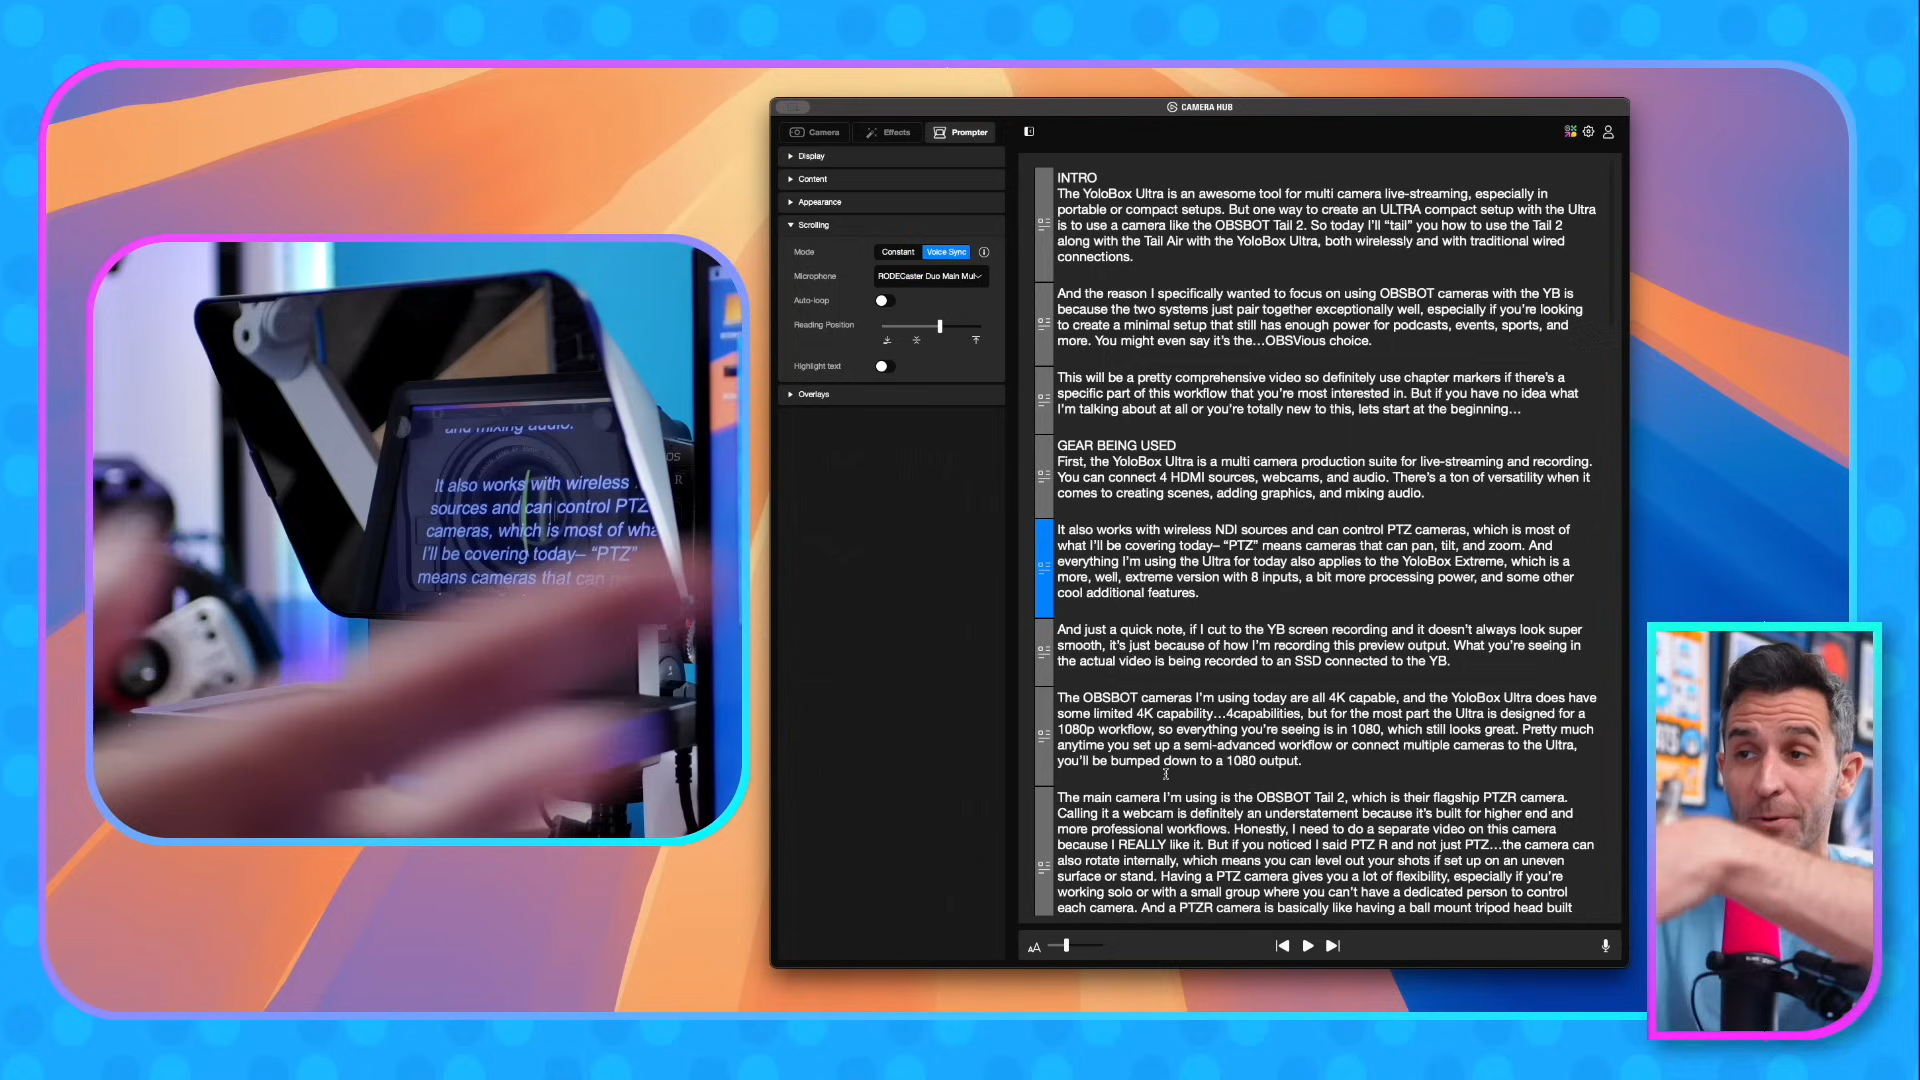 CAMERA HUB
Camera
Effects
Prompter
Display
Content
Appearance
Scrolling
Mode
Constant
Voice Sync
Microphone
RODECaster Duo Main Mul
Auto-loop
Reading Position
Highlight text
Overlays
INTRO
The YoloBox Ultra is an awesome tool for multi camera live-streaming, especially in
portable or compact setups. But one way to create an ULTRA compact setup with the Ultra
is to use a camera like the OBSBOT Tail 2. So today I'll "tail" you how to use the Tail 2
along with the Tail Air with the YoloBox Ultra, both wirelessly and with traditional wired
connections.
And the reason I specifically wanted to focus on using OBSBOT cameras with the YB is
because the two systems just pair together exceptionally well, especially if you're looking
to create a minimal setup that still has enough power for podcasts, events, sports, and
more. You might even say it's the…OBSVious choice.
This will be a pretty comprehensive video so definitely use chapter markers if there's a
specific part of this workflow that you're most interested in. But if you have no idea what
I'm talking about at all or you're totally new to this, lets start at the beginning…
GEAR BEING USED
First, the YoloBox Ultra is a multi camera production suite for live-streaming and recording.
You can connect 4 HDMI sources, webcams, and audio. There's a ton of versatility when it
comes to creating scenes, adding graphics, and mixing audio.
It also works with wireless NDI sources and can control PTZ cameras, which is most of
what I'll be covering today– "PTZ" means cameras that can pan, tilt, and zoom. And
everything I'm using the Ultra for today also applies to the YoloBox Extreme, which is a
more, well, extreme version with 8 inputs, a bit more processing power, and some other
cool additional features.
And just a quick note, if I cut to the YB screen recording and it doesn't always look super
smooth, it's just because of how I'm recording this preview output. What you're seeing in
the actual video is being recorded to an SSD connected to the YB.
The OBSBOT cameras I'm using today are all 4K capable, and the YoloBox Ultra does have
some limited 4K capability…4capabilities, but for the most part the Ultra is designed for a
1080p workflow, so everything you're seeing is in 1080, which still looks great. Pretty much
anytime you set up a semi-advanced workflow or connect multiple cameras to the Ultra,
you'll be bumped down to a 1080 output.
The main camera I'm using is the OBSBOT Tail 2, which is their flagship PTZR camera.
Calling it a webcam is definitely an understatement because it's built for higher end and
more professional workflows. Honestly, I need to do a separate video on this camera
because I REALLY like it. But if you noticed I said PTZ R and not just PTZ…the camera can
also rotate internally, which means you can level out your shots if set up on an uneven
surface or stand. Having a PTZ camera gives you a lot of flexibility, especially if you're
working solo or with a small group where you can't have a dedicated person to control
each camera. And a PTZR camera is basically like having a ball mount tripod head built
AA
and mixing audio.
It also works with wireless
sources and can control PTZ
cameras, which is most of wha
I'll be covering today– "PTZ"
means cameras that can
OS
R